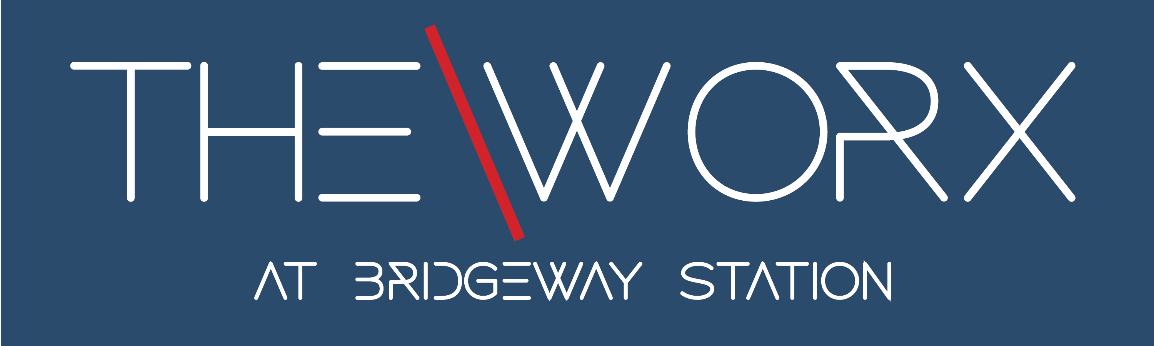 THE\WORX
AT BRIDGEWAY STATION